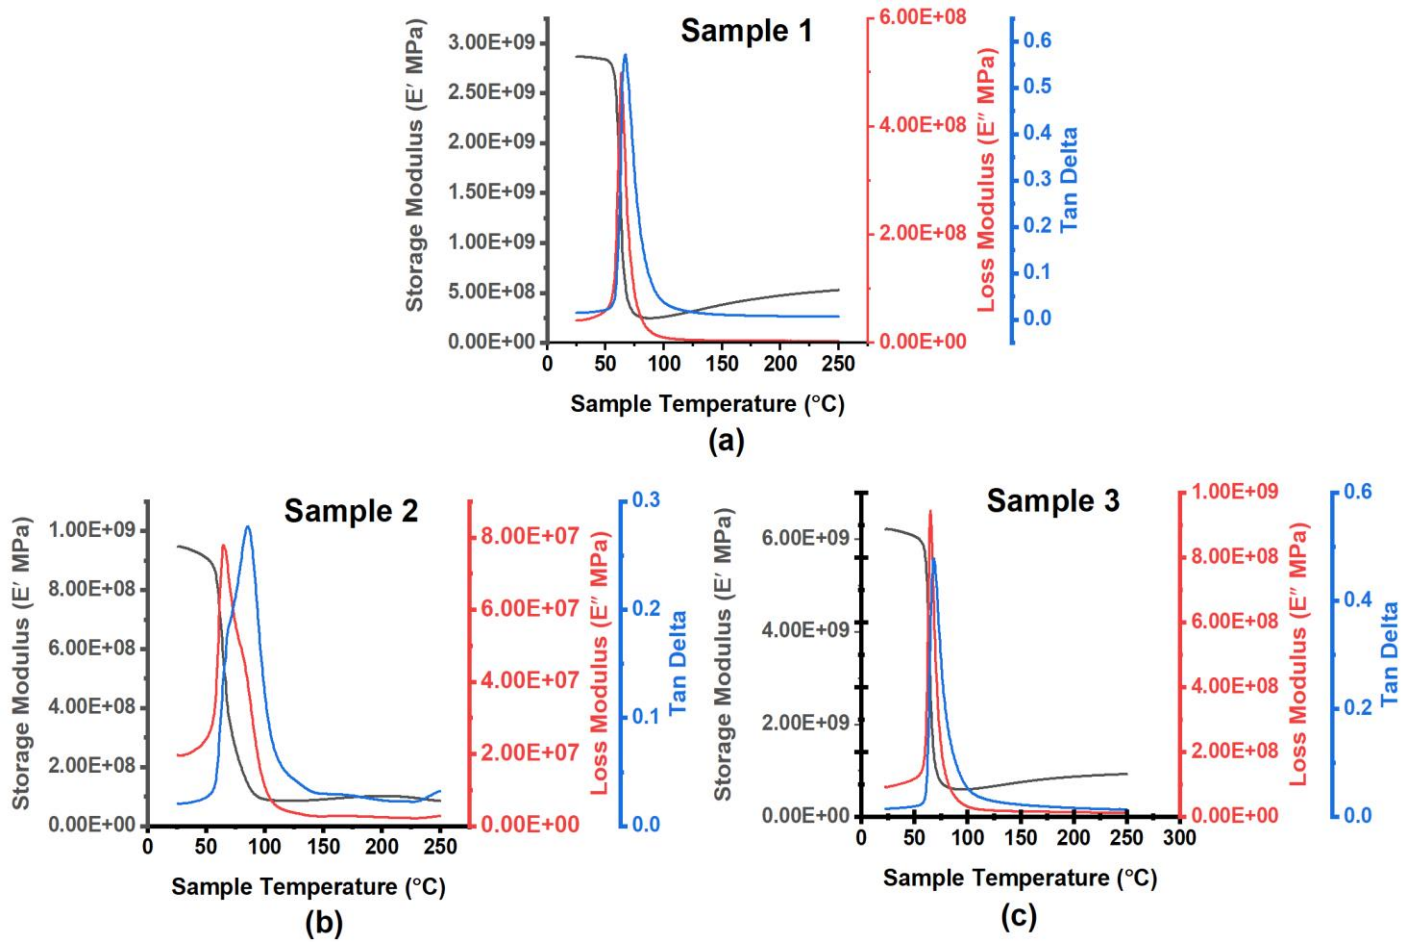 Sample 1
Storage Modulus (E′ MPa)
3.00E+09
2.50E+09
2.00E+09
1.50E+09
1.00E+09
5.00E+08
0.00E+00
0 50 100 150 200 250
Sample Temperature (°C)
6.00E+08
4.00E+08
2.00E+08
0.00E+00
Loss Modulus (E″ MPa)
0.6
0.5
0.4
0.3
0.2
0.1
0.0
Tan Delta
(a)
Sample 2
Storage Modulus (E′ MPa)
1.00E+09
8.00E+08
6.00E+08
4.00E+08
2.00E+08
0.00E+00
0 50 100 150 200 250
Sample Temperature (°C)
8.00E+07
6.00E+07
4.00E+07
2.00E+07
0.00E+00
Loss Modulus (E″ MPa)
0.3
0.2
0.1
0.0
Tan Delta
(b)
Sample 3
Storage Modulus (E′ MPa)
6.00E+09
4.00E+09
2.00E+09
0.00E+00
0 50 100 150 200 250 300
Sample Temperature (°C)
1.00E+09
8.00E+08
6.00E+08
4.00E+08
2.00E+08
0.00E+00
Loss Modulus (E″ MPa)
0.6
0.4
0.2
0.0
Tan Delta
(c)